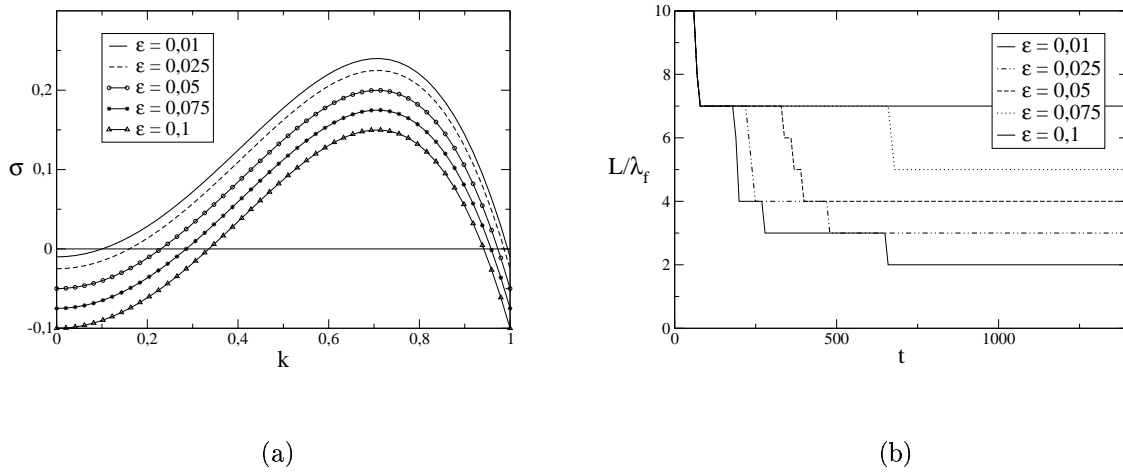 ε = 0,01
ε = 0,025
ε = 0,05
ε = 0,075
ε = 0,1
0,2
0,1
0
-0,1
σ
0 0,2 0,4 0,6 0,8 1
k
(a)
10
8
6
4
2
0
L/λf
ε = 0,01
ε = 0,025
ε = 0,05
ε = 0,075
ε = 0,1
0 500 1000
t
(b)